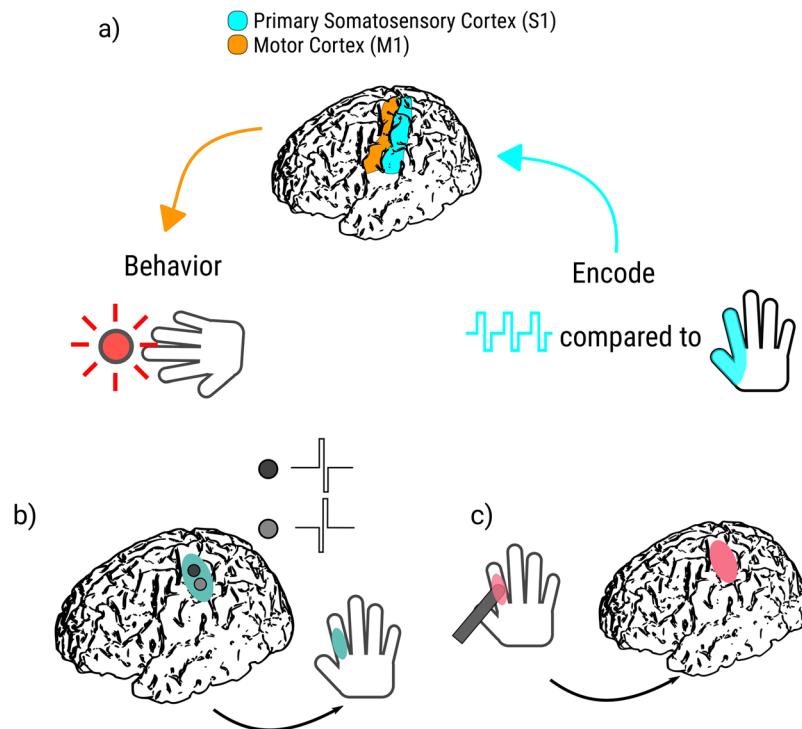 a)
Primary Somatosensory Cortex (S1)
Motor Cortex (M1)
Behavior
Encode
compared to
b)
c)